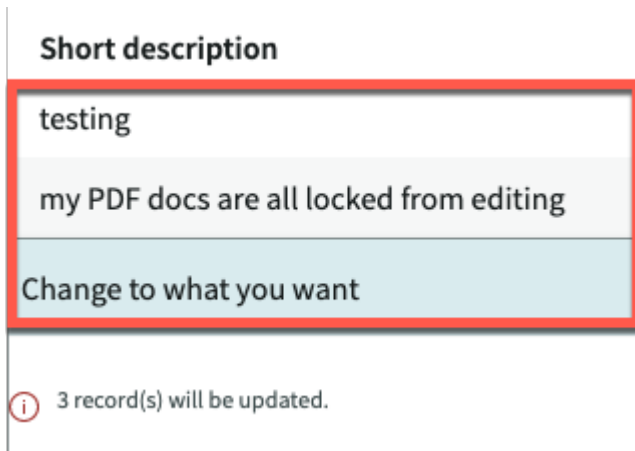 Short description
testing
my PDF docs are all locked from editing
Change to what you want
3 record(s) will be updated.